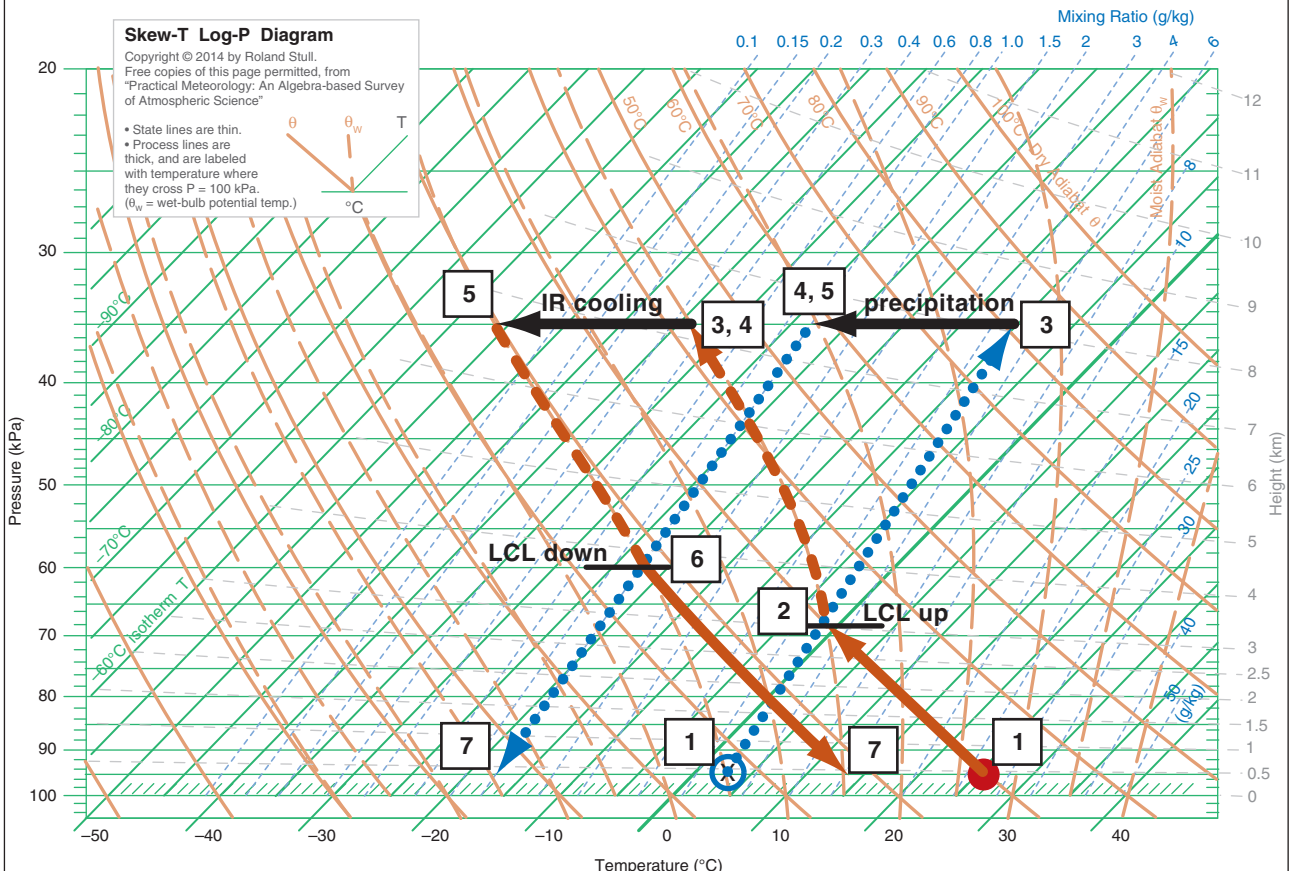 Mixing Ratio (g/kg)
0.1 0.15 0.2 0.3 0.4 0.6 0.8 1.0 1.5 2 3 4 6
Skew-T Log-P Diagram
Copyright © 2014 by Roland Stull.
Free copies of this page permitted, from
“Practical Meteorology: An Algebra-based Survey
of Atmospheric Science”
• State lines are thin.
• Process lines are
thick, and are labeled
with temperature where
they cross P = 100 kPa.
(θw = wet-bulb potential temp.)
θ θw T
°C
50°C 60°C 70°C 80°C 90°C 100°C Dry Adiabat θ
Moist Adiabat θw
8
10
15
20
25
30
40
50 (g/kg)
–90°C
–80°C
–70°C
–60°C isotherm T
5
IR cooling
3, 4
4, 5
precipitation
3
LCL down
6
2
LCL up
7
1
7
1
Pressure (kPa)
20
30
40
50
60
70
80
90
100
Height (km)
12
11
10
9
8
7
6
5
4
3
2.5
2
1.5
1
0.5
0
–50 –40 –30 –20 –10 0 10 20 30 40
Temperature (°C)
X